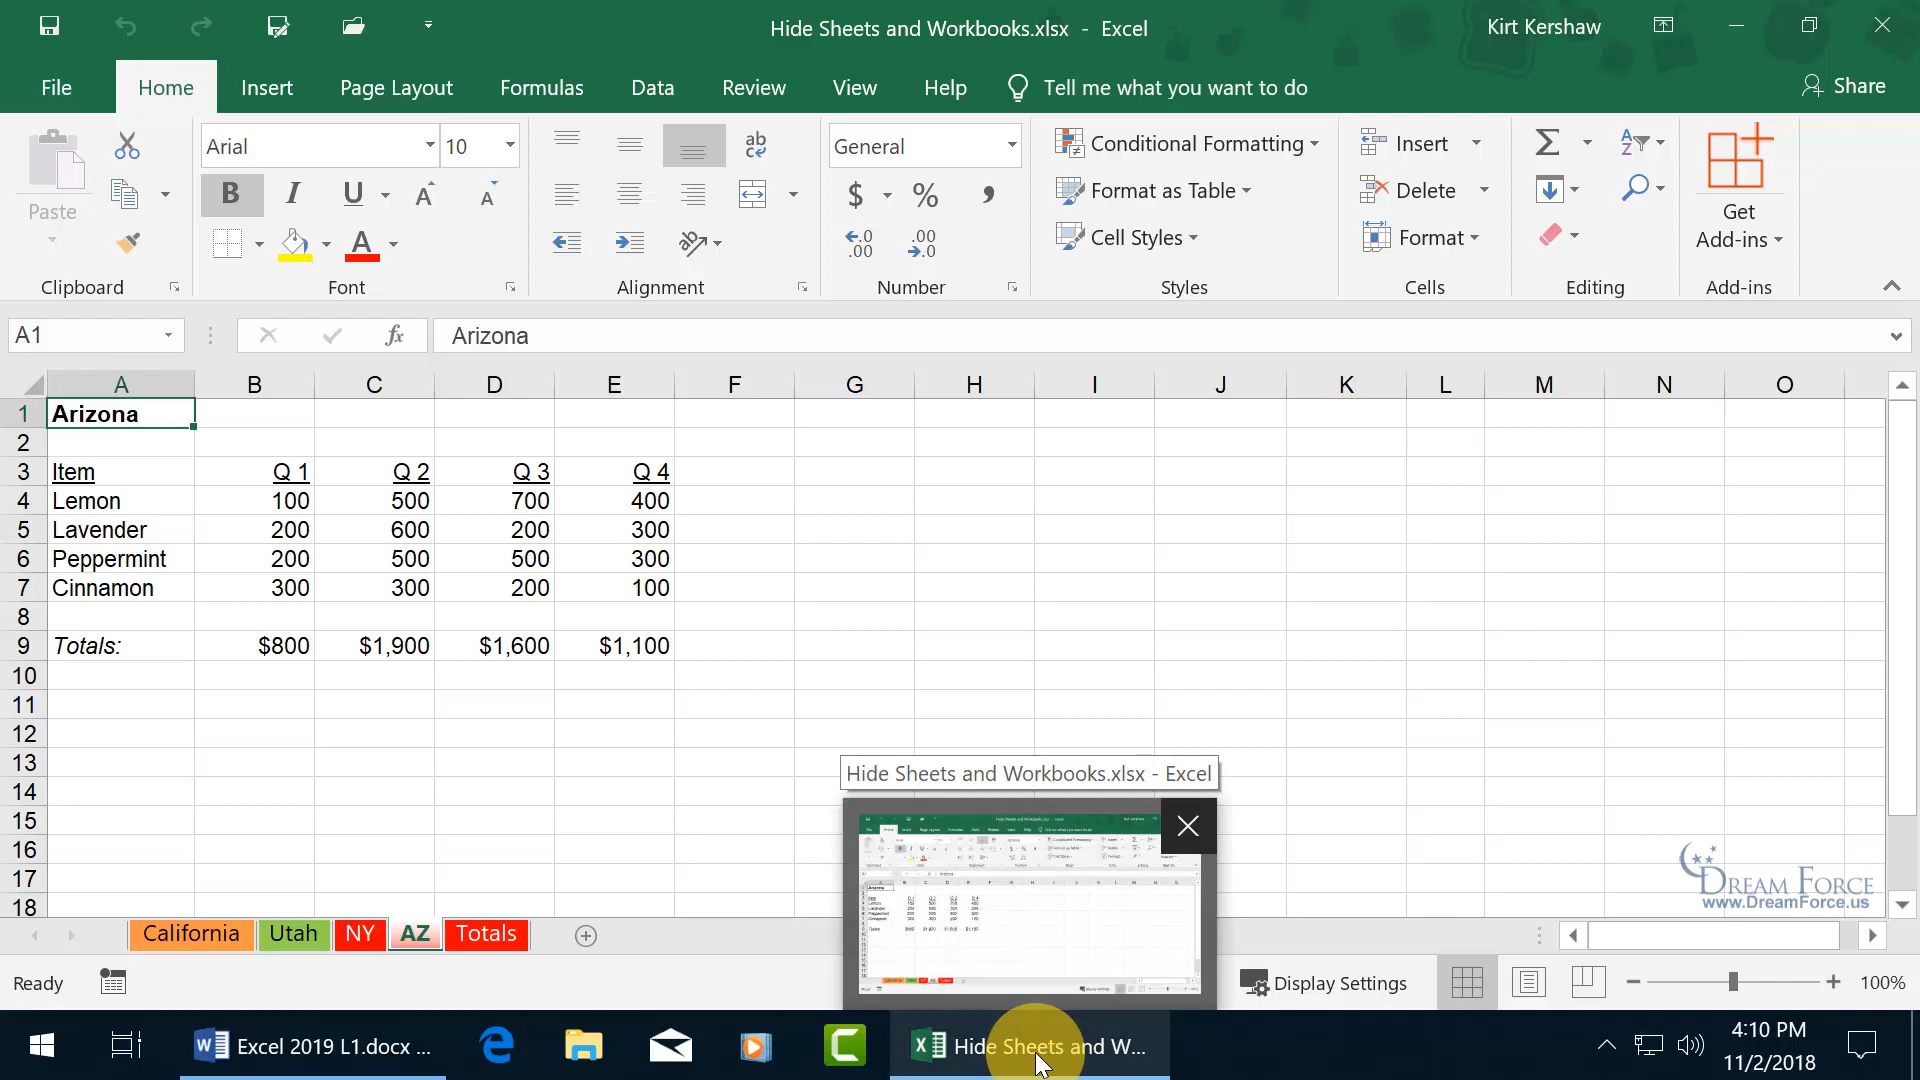 Hide Sheets and Workbooks.xlsx - Excel
Kirt Kershaw
File Home Insert Page Layout Formulas Data Review View Help Tell me what you want to do Share
Paste
Clipboard
Arial 10
B I U A A
A
Font
ab c
Alignment
General
$ % ,
.0 .00 .00 .0
Number
Conditional Formatting
Format as Table
Cell Styles
Styles
Insert
Delete
Format
Cells
Editing
Get
Add-ins
Add-ins
A1 fx Arizona
A B C D E F G H I J K L M N O
1 Arizona
2
3 Item Q 1 Q 2 Q 3 Q 4
4 Lemon 100 500 700 400
5 Lavender 200 600 200 300
6 Peppermint 200 500 500 300
7 Cinnamon 300 300 200 100
8
9 Totals: $800 $1,900 $1,600 $1,100
10
11
12
13
14
15
16
17
18
Hide Sheets and Workbooks.xlsx - Excel
Dream Force
www.DreamForce.us
California Utah NY AZ Totals
Ready Display Settings 100%
Excel 2019 L1.docx ... Hide Sheets and W...
4:10 PM
11/2/2018